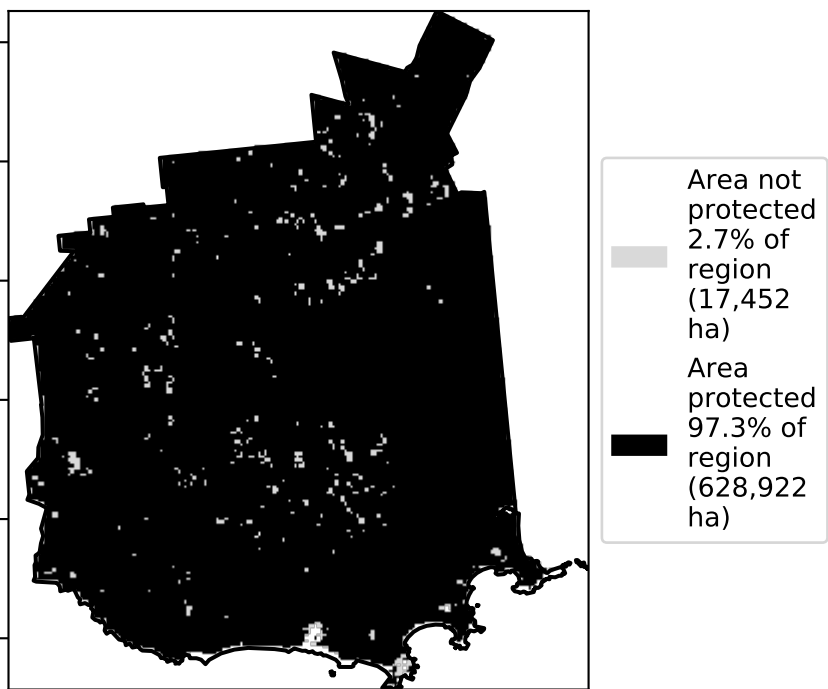 Area not
protected
2.7% of
region
(17,452
ha)
Area
protected
97.3% of
region
(628,922
ha)